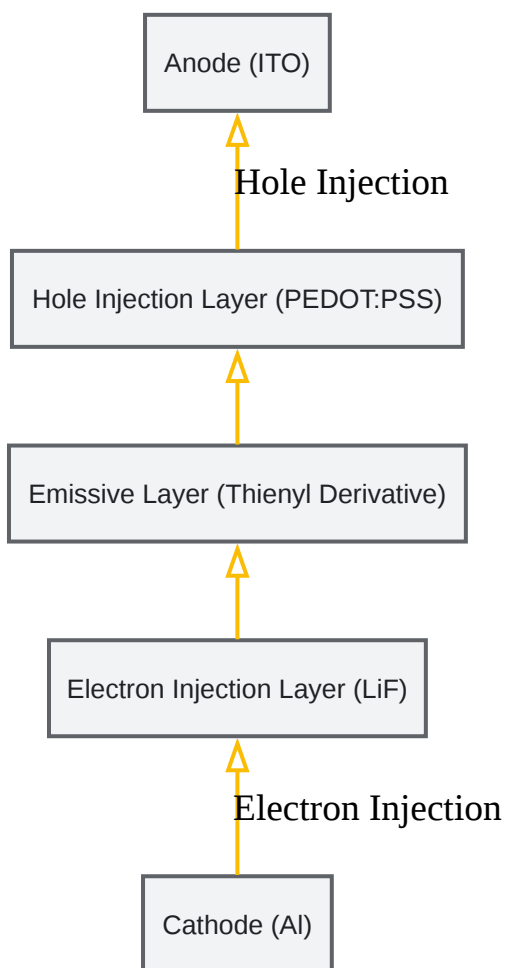 Anode (ITO)
Hole Injection
Hole Injection Layer (PEDOT:PSS)
Emissive Layer (Thienyl Derivative)
Electron Injection Layer (LiF)
Electron Injection
Cathode (Al)